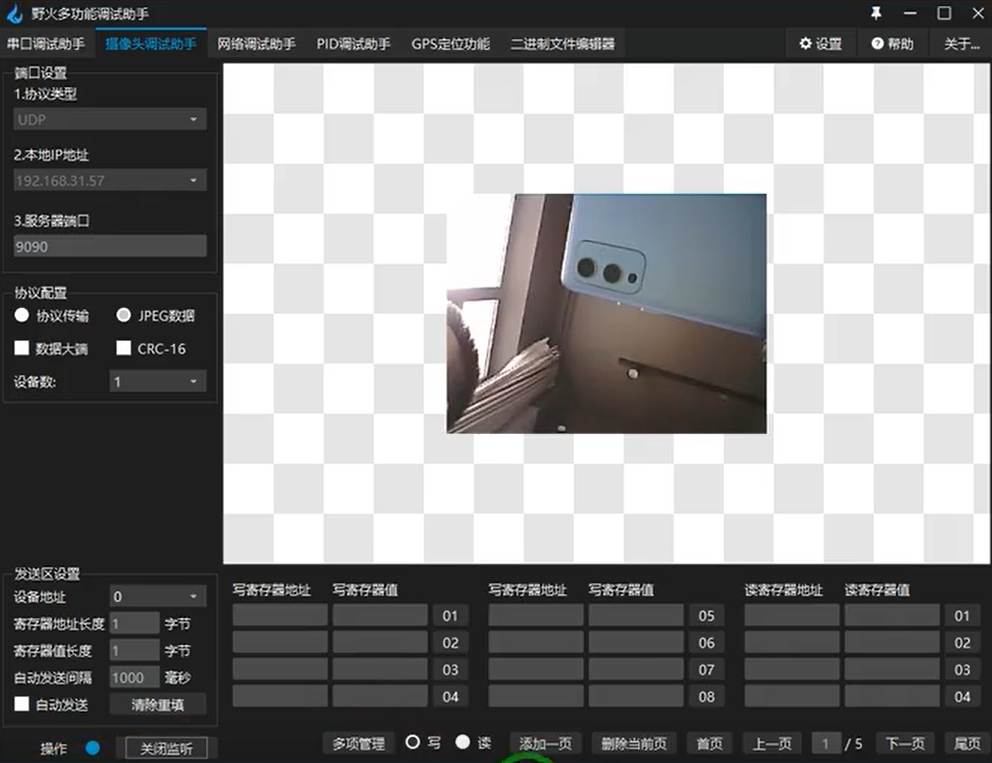 野火多功能调试助手
串口调试助手 摄像头调试助手 网络调试助手 PID调试助手 GPS定位功能 二进制文件编辑器 设置 帮助 关于...
端口设置
1.协议类型
UDP
2.本地IP地址
192.168.31.57
3.服务器端口
9090
协议配置
协议传输 JPEG数据
数据大端 CRC-16
设备数: 1
发送区设置
设备地址 0
寄存器地址长度 1 字节
寄存器值长度 1 字节
自动发送间隔 1000 毫秒
自动发送 清除重填
操作 关闭监听
写寄存器地址 写寄存器值 写寄存器地址 写寄存器值 读寄存器地址 读寄存器值
01 05 01
02 06 02
03 07 03
04 08 04
多项管理 写 读 添加一页 删除当前页 首页 上一页 1 / 5 下一页 尾页